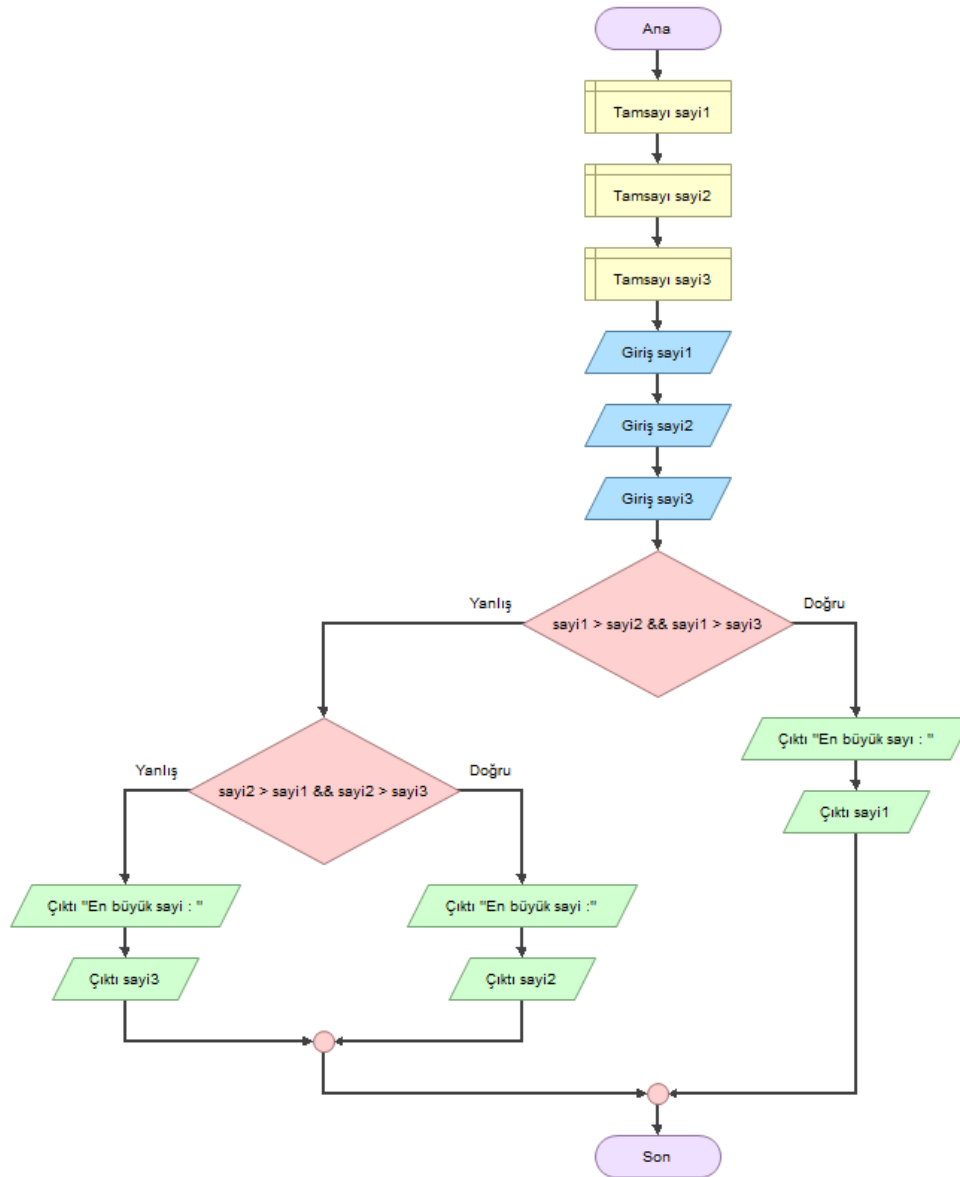 Ana
Tamsayı sayi1
Tamsayı sayi2
Tamsayı sayi3
Giriş sayi1
Giriş sayi2
Giriş sayi3
Yanlış
Doğru
sayi1 > sayi2 && sayi1 > sayi3
Çıktı "En büyük sayı : "
Yanlış
Doğru
sayi2 > sayi1 && sayi2 > sayi3
Çıktı sayi1
Çıktı "En büyük sayi : "
Çıktı "En büyük sayi :"
Çıktı sayi3
Çıktı sayi2
Son